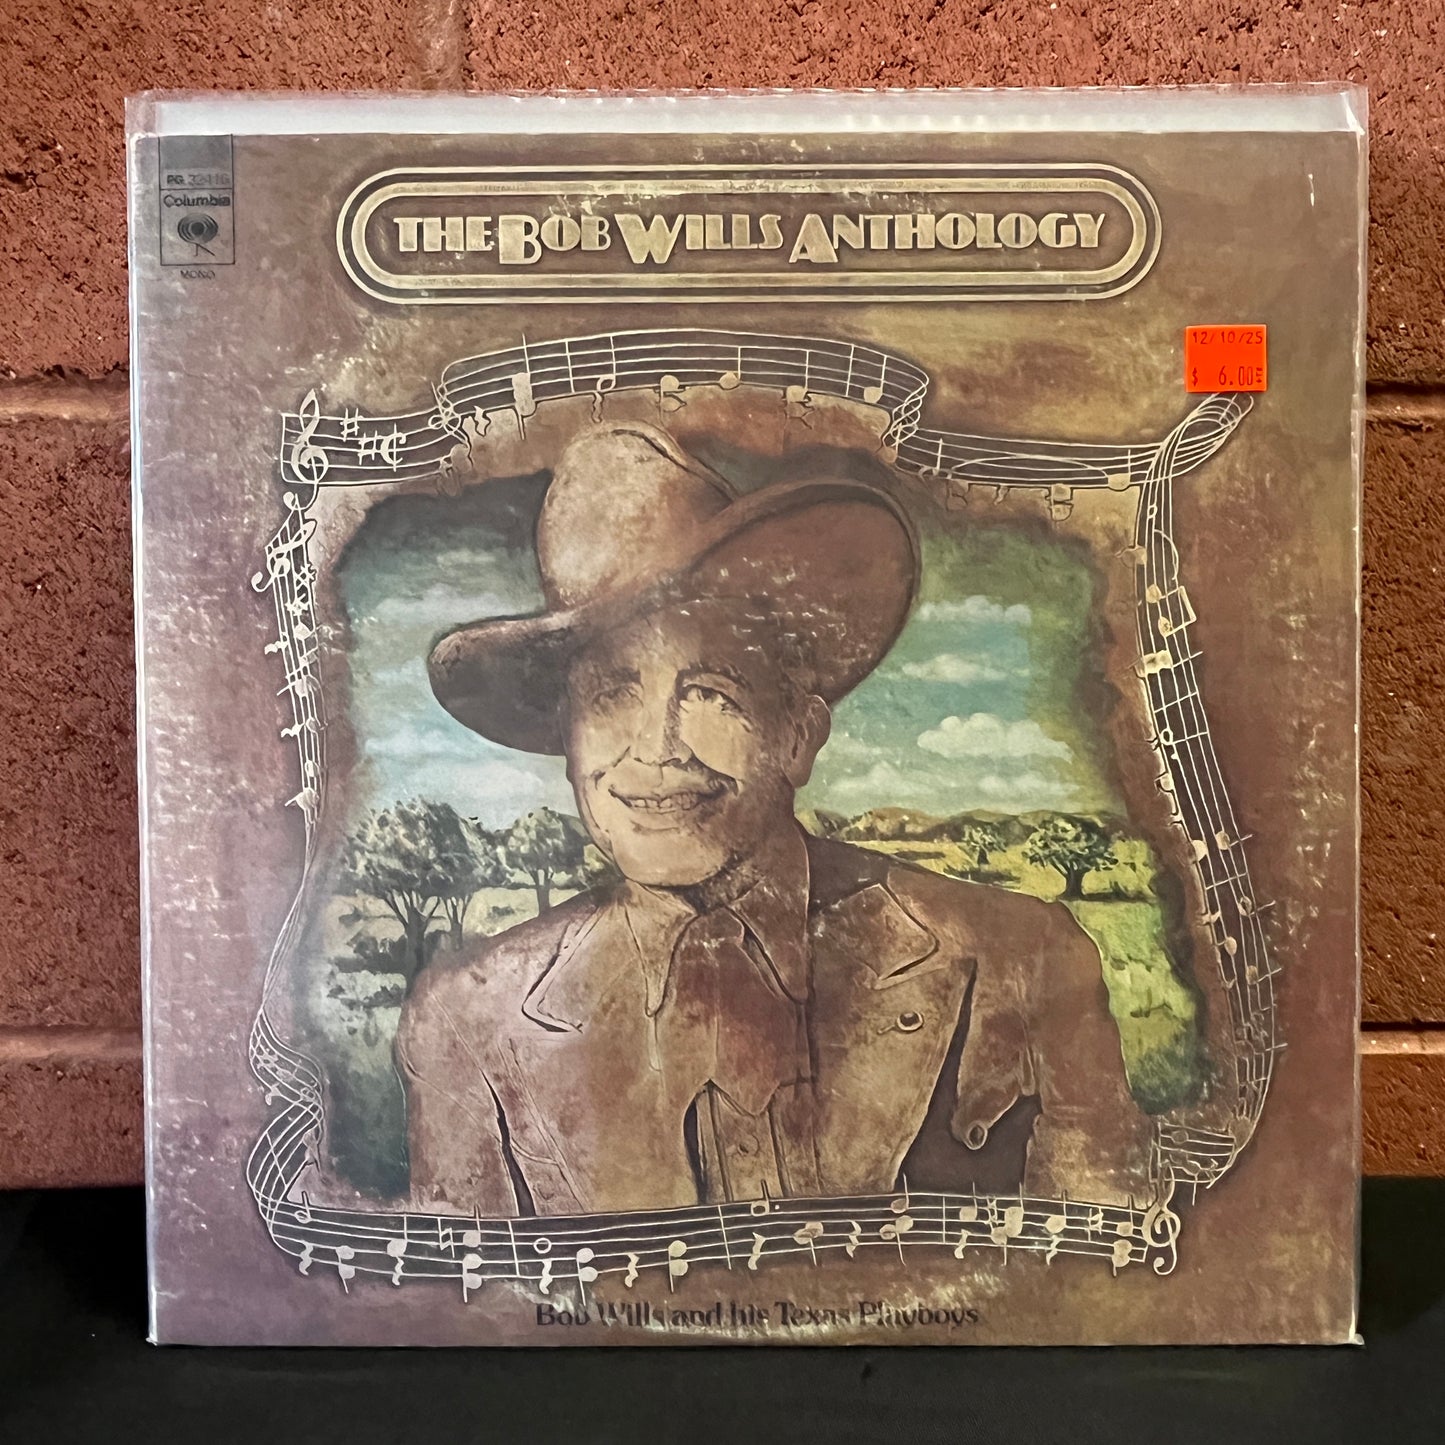 PG 32416
Columbia
MONO
THE BOB WILLS ANTHOLOGY
12/10/25
$ 6.00
Bob Wills and his Texas Playboys